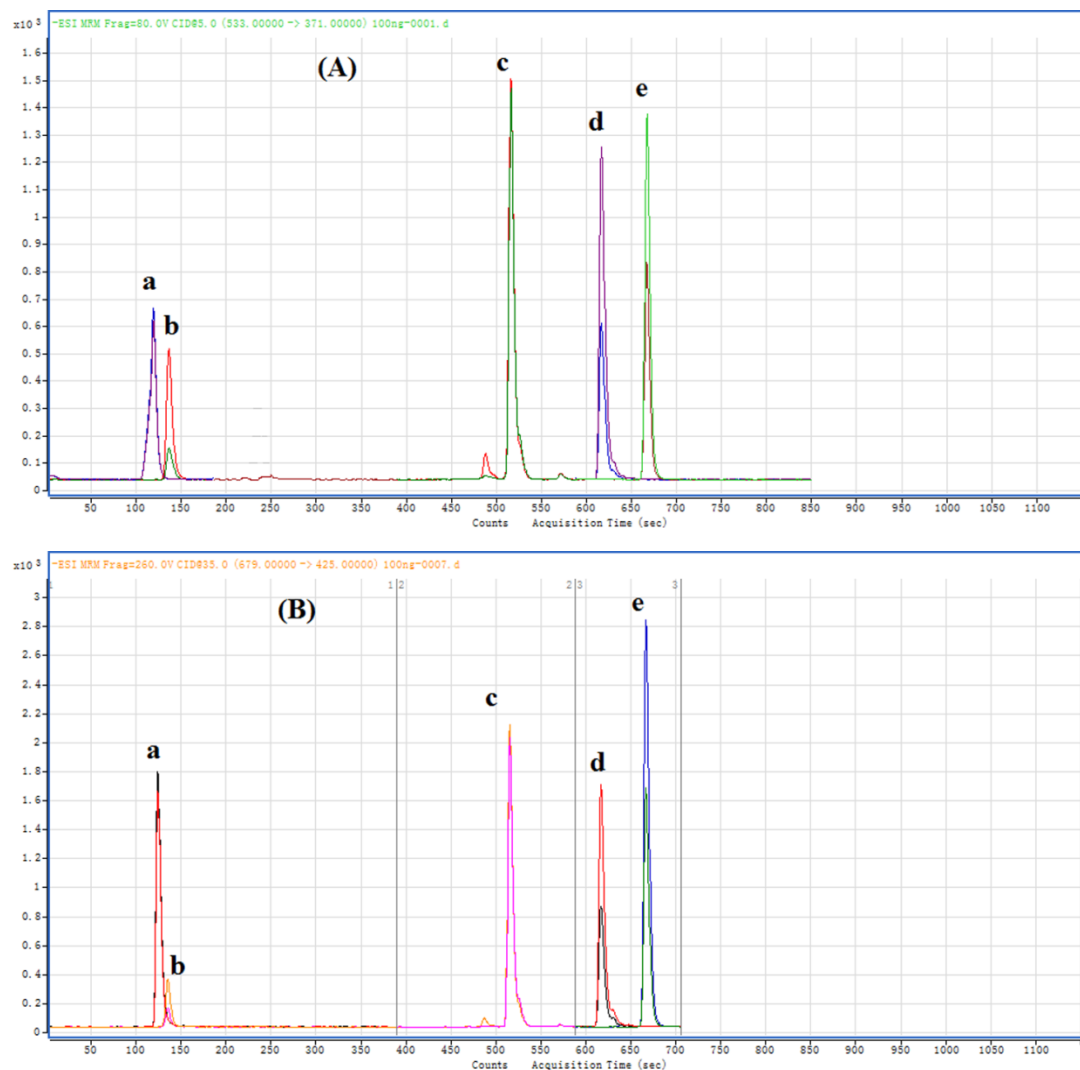 -ESI MRM Frag=80.0V CID@5.0 (533.00000 -> 371.00000) 100ng-0001.d
x10 3
(A)
1.6
1.5
1.4
1.3
1.2
1.1
1
0.9
0.8
0.7
0.6
0.5
0.4
0.3
0.2
0.1
0
a
b
c
d
e
50 100 150 200 250 300 350 400 450 500 550 600 650 700 750 800 850 900 950 1000 1050 1100
Counts Acquisition Time (sec)
-ESI MRM Frag=260.0V CID@35.0 (679.00000 -> 425.00000) 100ng-0007.d
x10 3
1 1 2 2 3 3
(B)
3
2.8
2.6
2.4
2.2
2
1.8
1.6
1.4
1.2
1
0.8
0.6
0.4
0.2
0
a
b
c
d
e
50 100 150 200 250 300 350 400 450 500 550 600 650 700 750 800 850 900 950 1000 1050 1100
Counts Acquisition Time (sec)